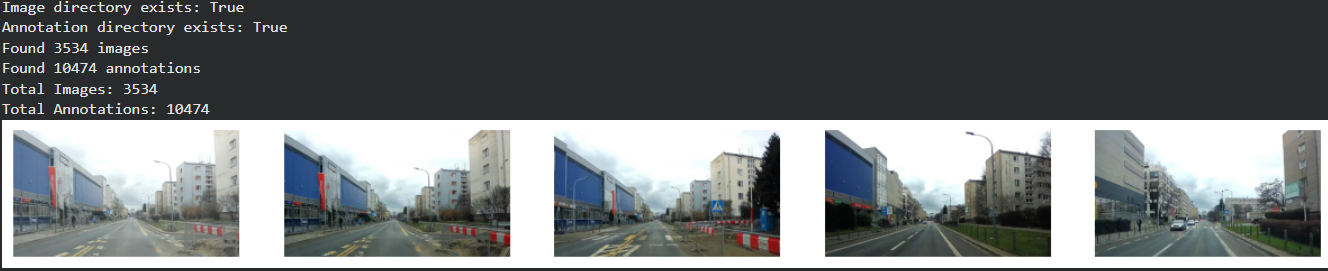 Image directory exists: True
Annotation directory exists: True
Found 3534 images
Found 10474 annotations
Total Images: 3534
Total Annotations: 10474